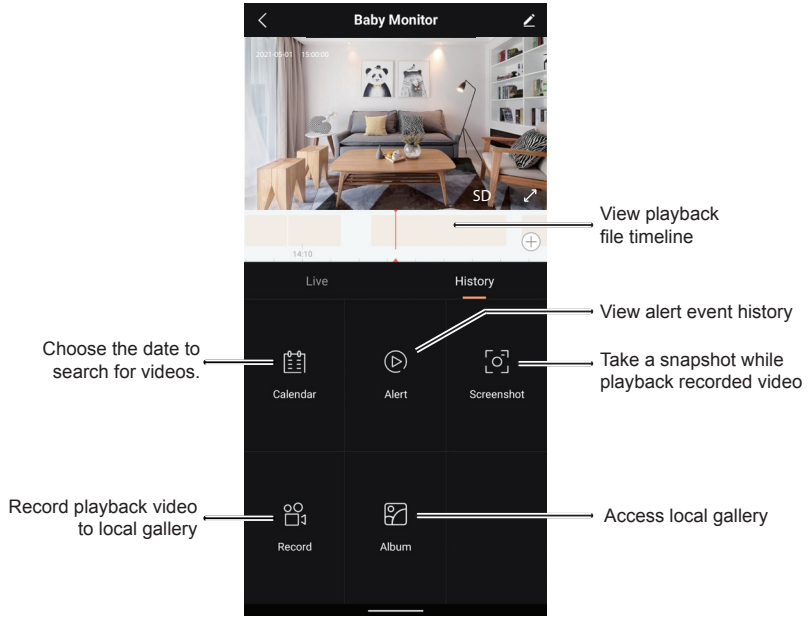 Baby Monitor
2021-05-01 15:00:00
SD
View playback
file timeline
14:10
Live
History
View alert event history
Choose the date to
search for videos.
Take a snapshot while
playback recorded video
Calendar
Alert
Screenshot
Record playback video
to local gallery
Access local gallery
Record
Album